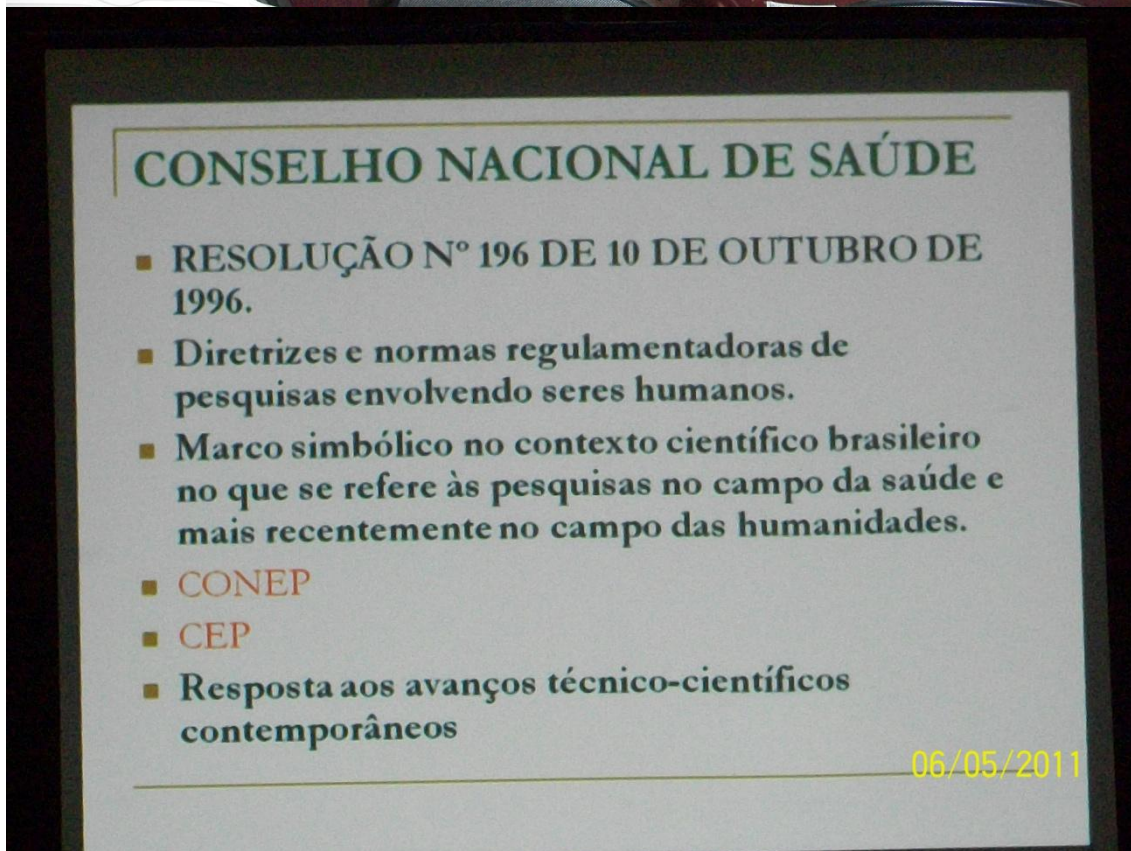 CONSELHO NACIONAL DE SAÚDE
RESOLUÇÃO Nº 196 DE 10 DE OUTUBRO DE
1996.
Diretrizes e normas regulamentadoras de
pesquisas envolvendo seres humanos.
Marco simbólico no contexto científico brasileiro
no que se refere às pesquisas no campo da saúde e
mais recentemente no campo das humanidades.
CONEP
CEP
Resposta aos avanços técnico-científicos
contemporâneos
06/05/2011